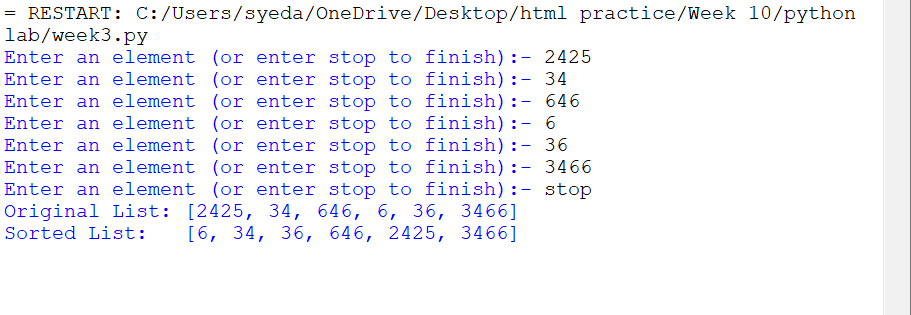 = RESTART: C:/Users/syeda/OneDrive/Desktop/html practice/Week 10/python
lab/week3.py
Enter an element (or enter stop to finish):- 2425
Enter an element (or enter stop to finish):- 34
Enter an element (or enter stop to finish):- 646
Enter an element (or enter stop to finish):- 6
Enter an element (or enter stop to finish):- 36
Enter an element (or enter stop to finish):- 3466
Enter an element (or enter stop to finish):- stop
Original List: [2425, 34, 646, 6, 36, 3466]
Sorted List:   [6, 34, 36, 646, 2425, 3466]